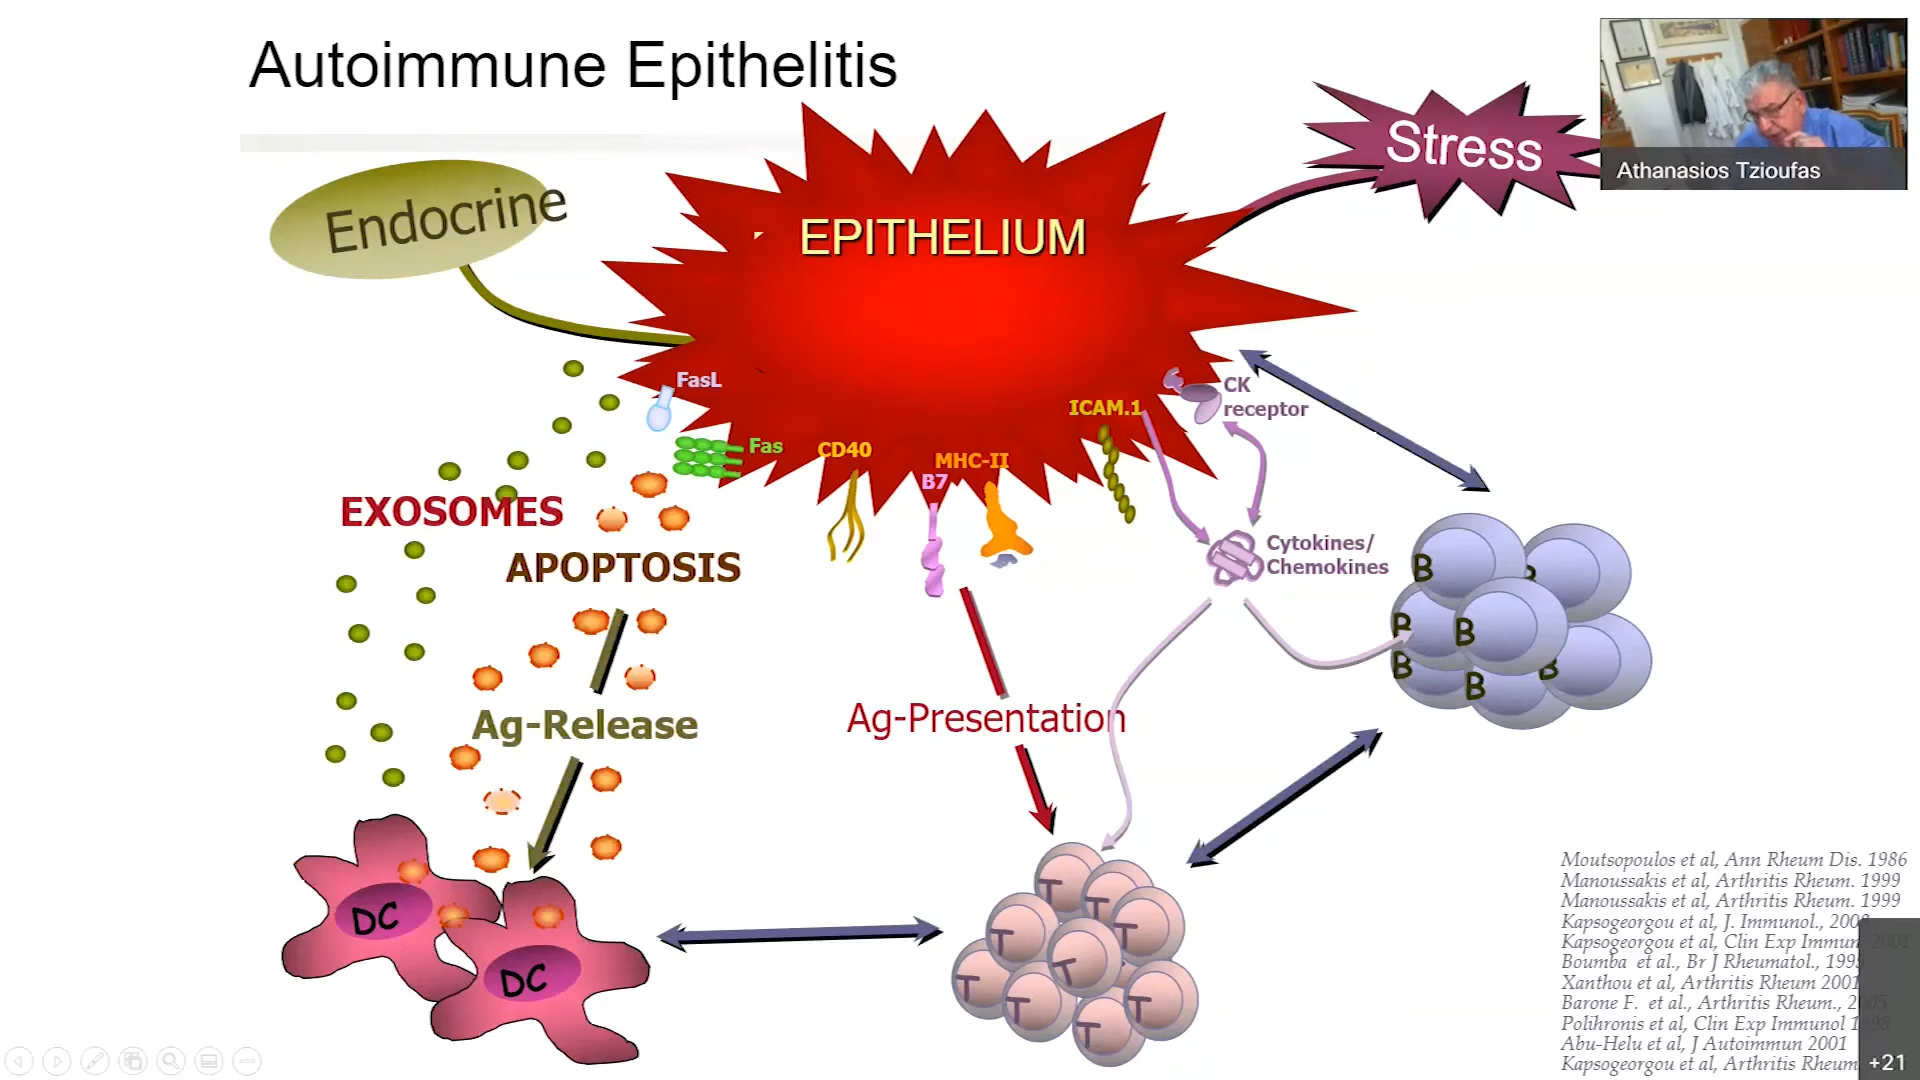 Autoimmune Epithelitis
Stress
Athanasios Tzioufas
Endocrine
EPITHELIUM
FasL
CK
receptor
ICAM.1
Fas
CD40
MHC-II
B7
EXOSOMES
APOPTOSIS
Cytokines/
Chemokines
B
B
B
B
B
B
B
Ag-Release
Ag-Presentation
DC
DC
T
T
T
T
T
T
T
T
T
Moutsopoulos et al, Ann Rheum Dis. 1986
Manoussakis et al, Arthritis Rheum. 1999
Manoussakis et al, Arthritis Rheum. 1999
Kapsogeorgou et al, J. Immunol., 200
Kapsogeorgou et al, Clin Exp Immun 2001
Boumba et al., Br J Rheumatol., 199
Xanthou et al, Arthritis Rheum 2001
Barone F. et al., Arthritis Rheum., 2005
Polihronis et al, Clin Exp Immunol 1998
Abu-Helu et al, J Autoimmun 2001
Kapsogeorgou et al, Arthritis Rheum
+21